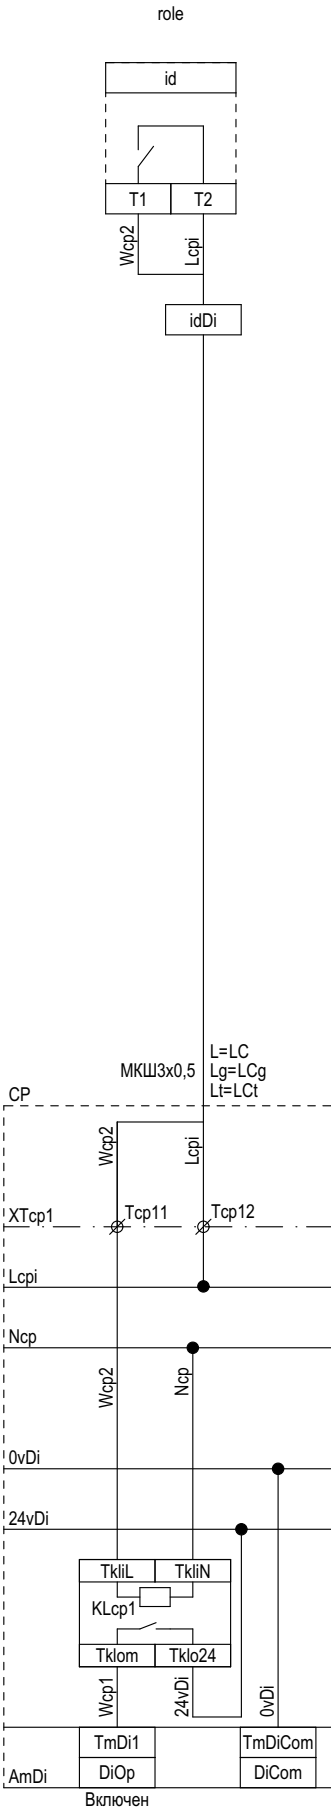 role
id
T1 T2
Wcp2 Lcpi
idDi
МКШ3х0,5
L=LC
Lg=LCg
Lt=LCt
CP
Wcp2 Lcpi
XTcp1 Tcp11 Tcp12
Lcpi
Ncp
Wcp2 Ncp
0vDi
24vDi
TkliL TkliN
KLcp1
Tklom Tklo24
Wcp1 24vDi 0vDi
TmDi1 TmDiCom
AmDi DiOp DiCom
Включен